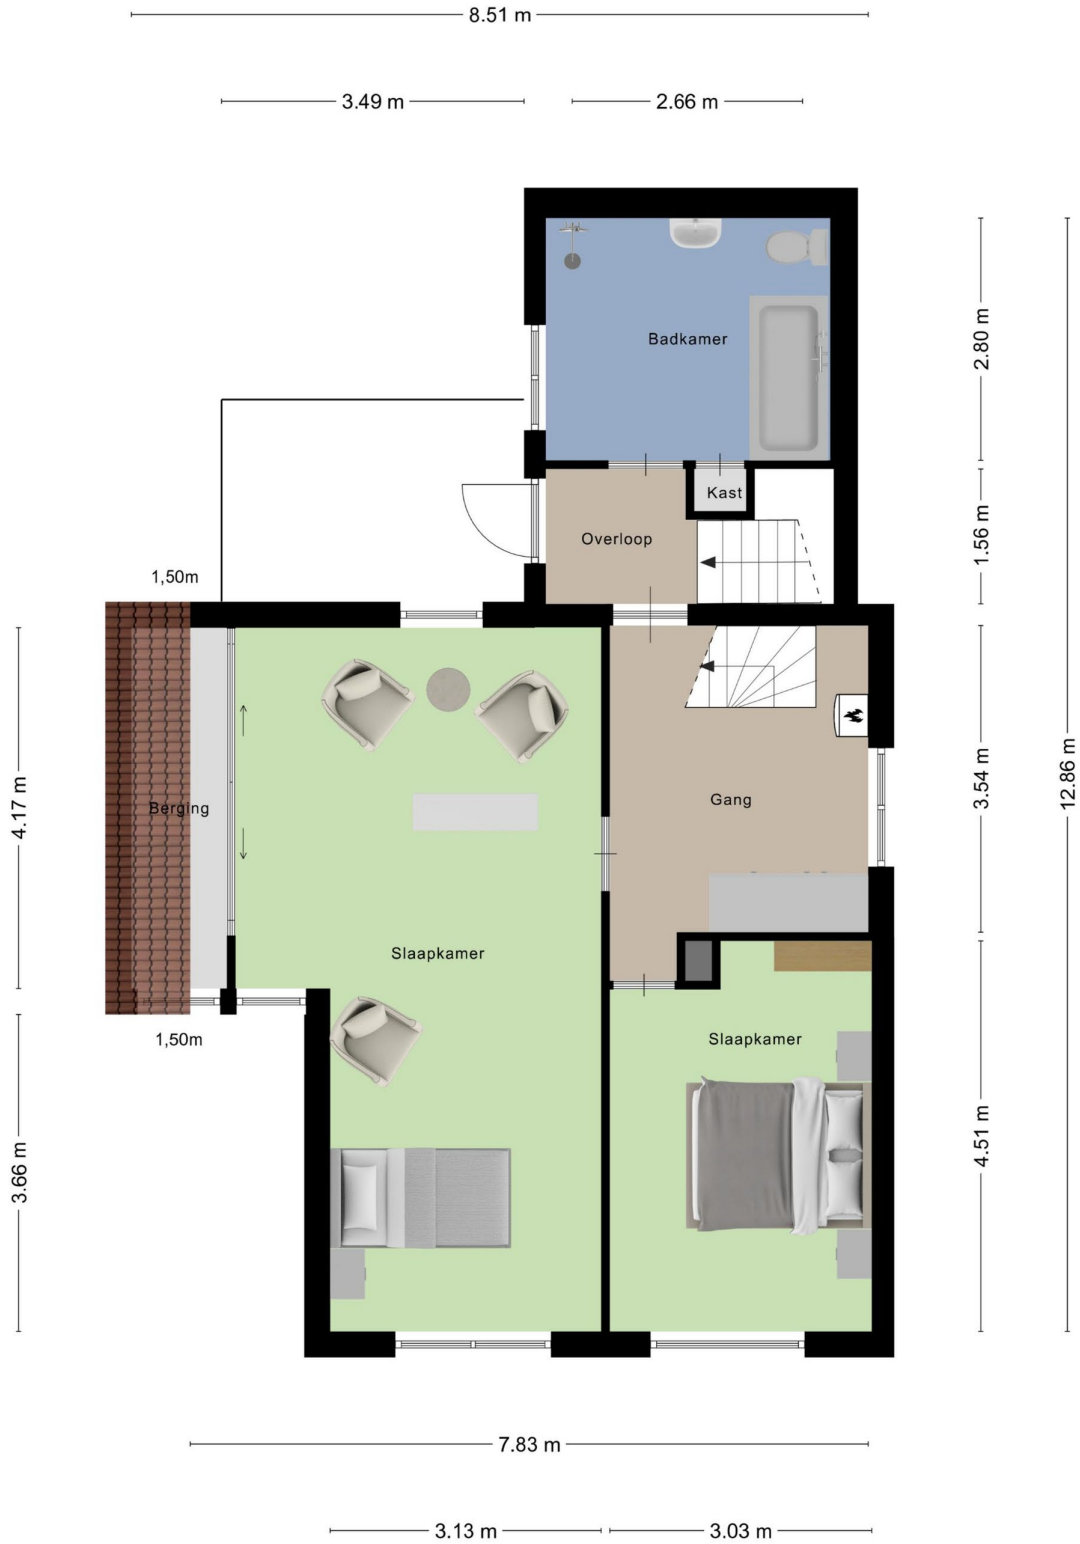 8.51 m
3.49 m
2.66 m
Badkamer
2.80 m
Kast
Overloop
1.56 m
1,50m
12.86 m
4.17 m
Berging
Gang
3.54 m
Slaapkamer
1,50m
Slaapkamer
4.51 m
3.66 m
7.83 m
3.13 m
3.03 m